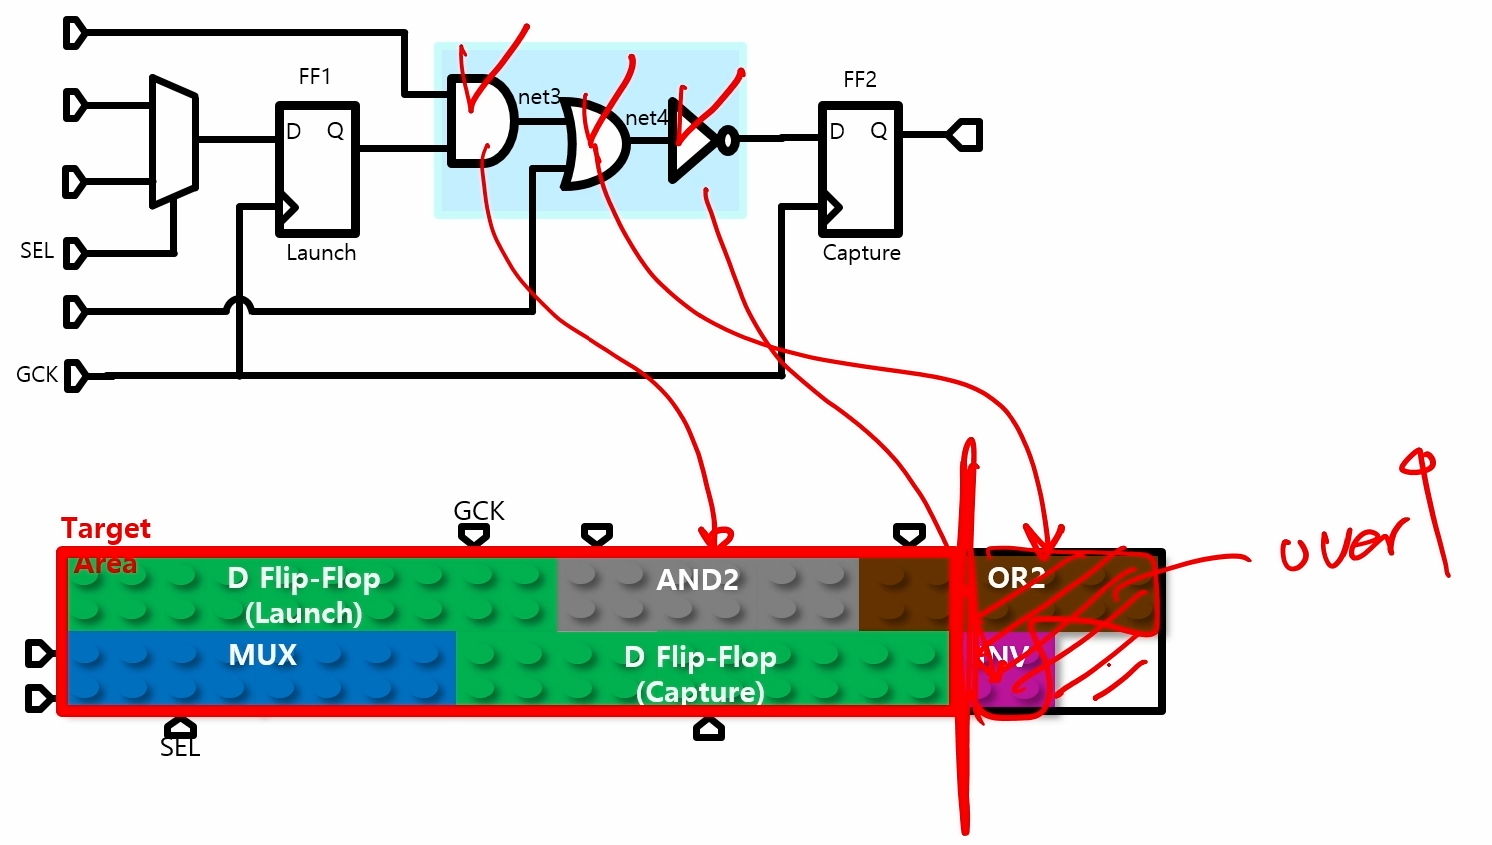 FF1
FF2
net3
net4
D Q
D Q
SEL
Launch
Capture
GCK
GCK
Target
Area
D Flip-Flop
(Launch)
AND2
OR2
over
MUX
D Flip-Flop
(Capture)
INV
SEL